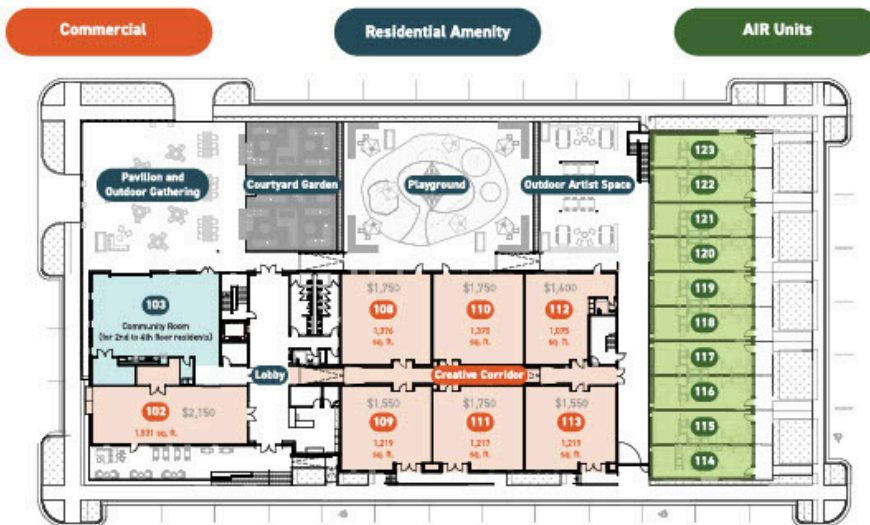 Commercial
Residential Amenity
AIR Units
Pavilion and
Outdoor Gathering
Courtyard Garden
Playground
Outdoor Artist Space
123
122
121
120
119
118
117
116
115
114
103
Community Room
(for 2nd to 4th floor residents)
$1,750
108
1,376
sq. ft.
$1,750
110
1,370
sq. ft.
$1,600
112
1,075
sq. ft.
Lobby
Creative Corridor
102
$2,150
1,531 sq. ft.
$1,550
109
1,219
sq. ft.
$1,750
111
1,217
sq. ft.
$1,550
113
1,219
sq. ft.